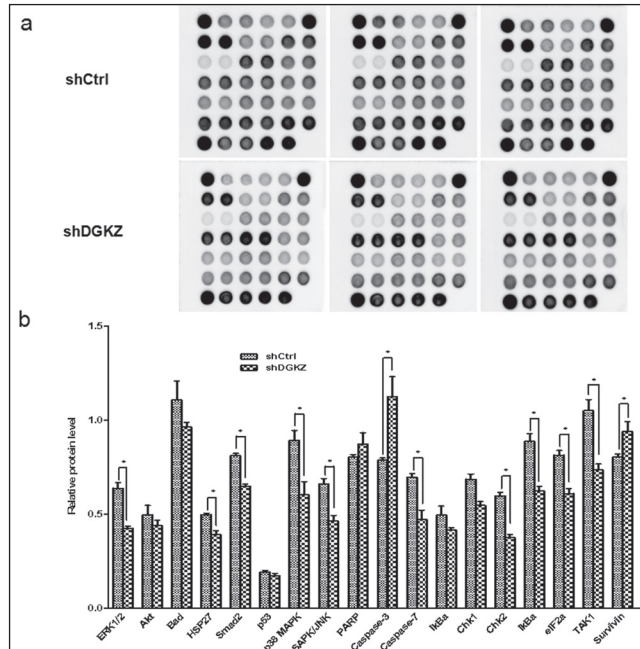 a
shCtrl
shDGKZ
b
1.5
shCtrl
shDGKZ
1.0
Relative protein level
0.5
0.0
* * * * * * * * * * * *
ERK1/2 Akt Bad HSP27 Smad2 p53 p38 MAPK SAPK/JNK PARP Caspase-3 Caspase-7 IkBa Chk1 Chk2 IkBa eIF2a TAK1 Survivin